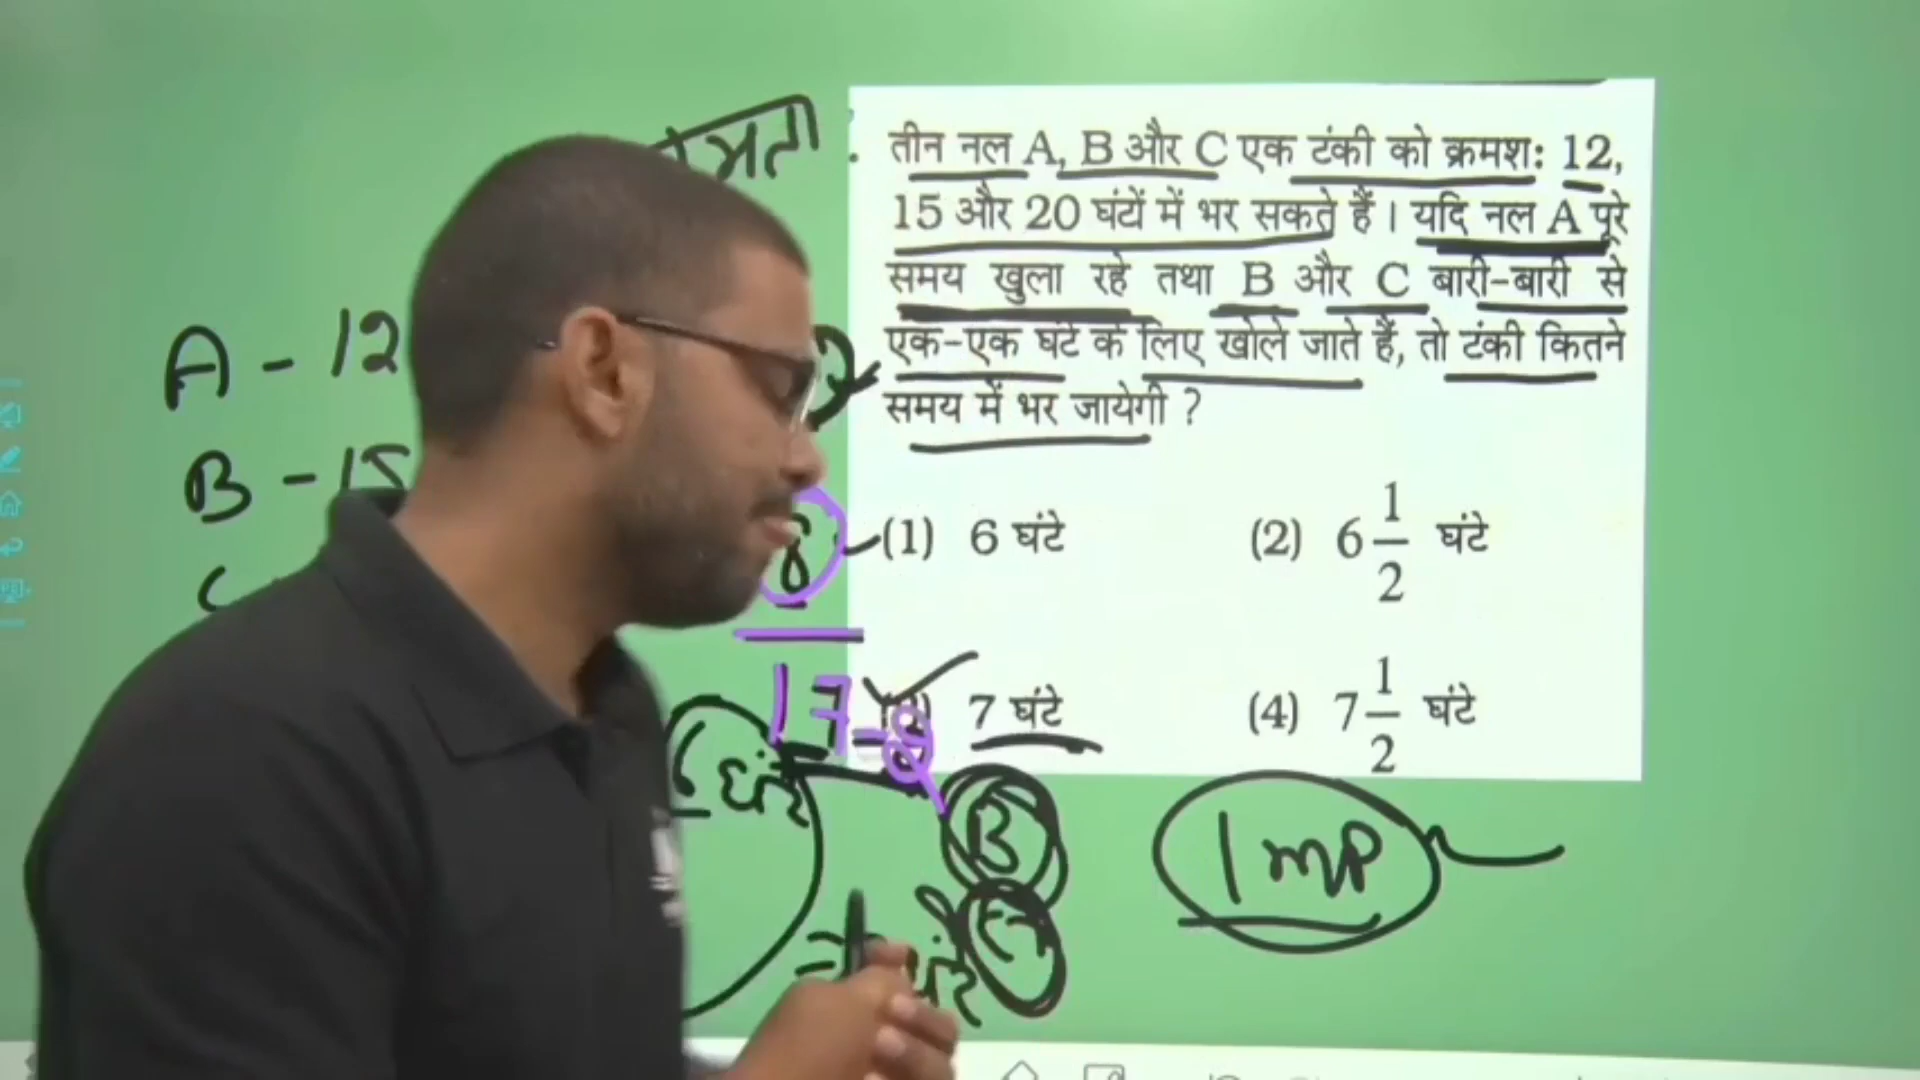 तीन नल A, B और C एक टंकी को क्रमश: 12,
15 और 20 घंटों में भर सकते हैं। यदि नल A पूरे
समय खुला रहे तथा B और C बारी-बारी से
एक-एक घंटे के लिए खोले जाते हैं, तो टंकी कितने
समय में भर जायेगी ?
(1) 6 घंटे
(2) 6 1/2 घंटे
7 घंटे
(4) 7 1/2 घंटे
A - 12
B - 15
C
8
17
घंटे
B
C
Imp